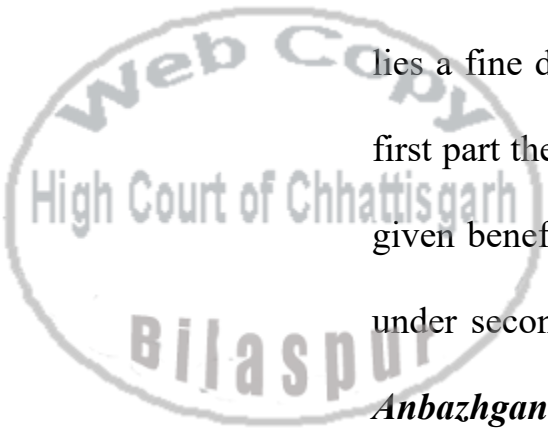 Web Copy
High Court of Chhattisgarh
Bilaspur
lies a fine
first part the
given benef
under secon
Anbazhgan